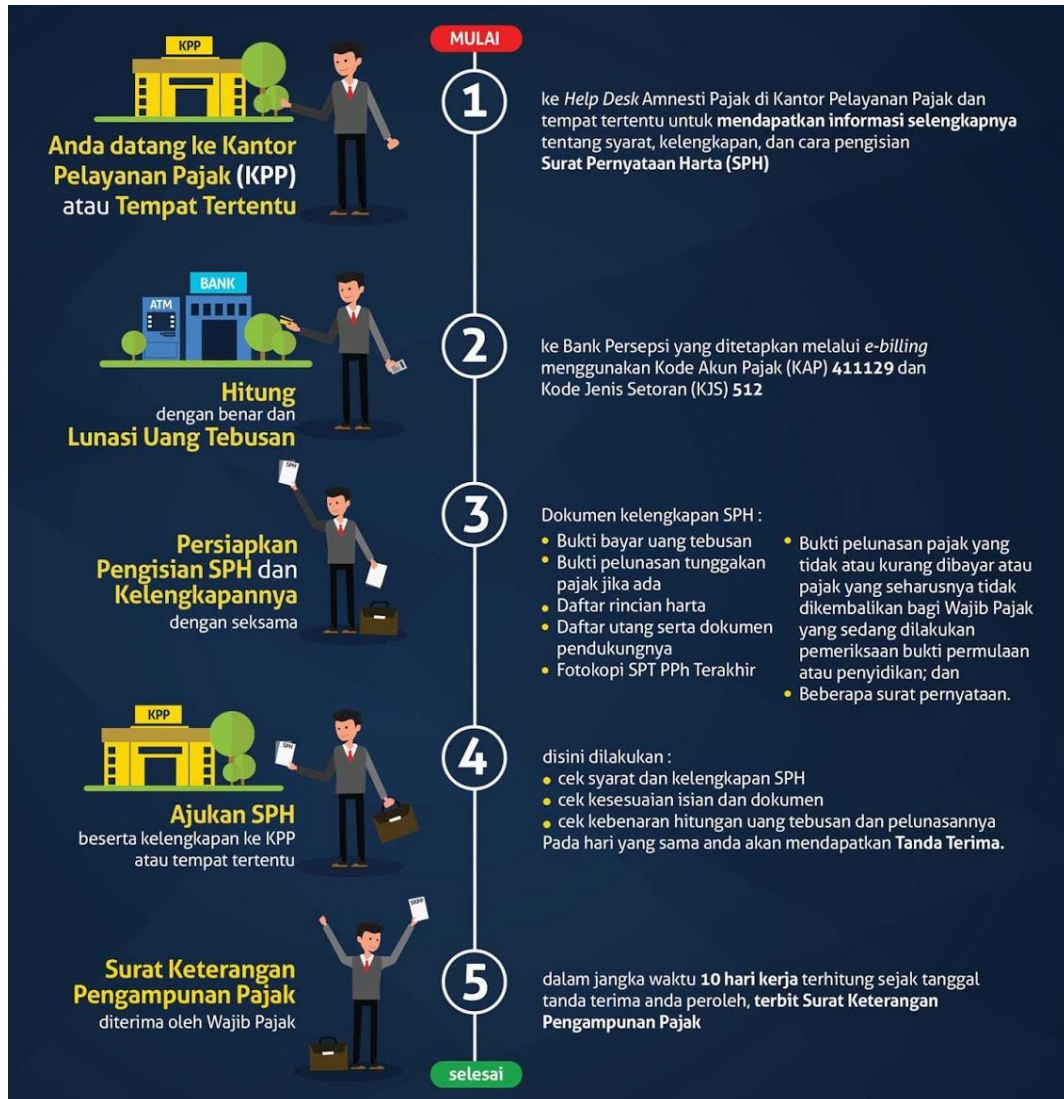 MULAI
KPP
Anda datang ke Kantor
Pelayanan Pajak (KPP)
atau Tempat Tertentu
1
ke Help Desk Amnesti Pajak di Kantor Pelayanan Pajak dan
tempat tertentu untuk mendapatkan informasi selengkapnya
tentang syarat, kelengkapan, dan cara pengisian
Surat Pernyataan Harta (SPH)
ATM
BANK
Hitung
dengan benar dan
Lunasi Uang Tebusan
2
ke Bank Persepsi yang ditetapkan melalui e-billing
menggunakan Kode Akun Pajak (KAP) 411129 dan
Kode Jenis Setoran (KJS) 512
SPH
Persiapkan
Pengisian SPH dan
Kelengkapannya
dengan seksama
3
Dokumen kelengkapan SPH :
• Bukti bayar uang tebusan
• Bukti pelunasan tunggakan
pajak jika ada
• Daftar rincian harta
• Daftar utang serta dokumen
pendukungnya
• Fotokopi SPT PPh Terakhir
• Bukti pelunasan pajak yang
tidak atau kurang dibayar atau
pajak yang seharusnya tidak
dikembalikan bagi Wajib Pajak
yang sedang dilakukan
pemeriksaan bukti permulaan
atau penyidikan; dan
• Beberapa surat pernyataan.
KPP
SPH
Ajukan SPH
beserta kelengkapan ke KPP
atau tempat tertentu
4
disini dilakukan :
• cek syarat dan kelengkapan SPH
• cek kesesuaian isian dan dokumen
• cek kebenaran hitungan uang tebusan dan pelunasannya
Pada hari yang sama anda akan mendapatkan Tanda Terima.
SKPP
Surat Keterangan
Pengampunan Pajak
diterima oleh Wajib Pajak
5
dalam jangka waktu 10 hari kerja terhitung sejak tanggal
tanda terima anda peroleh, terbit Surat Keterangan
Pengampunan Pajak
selesai